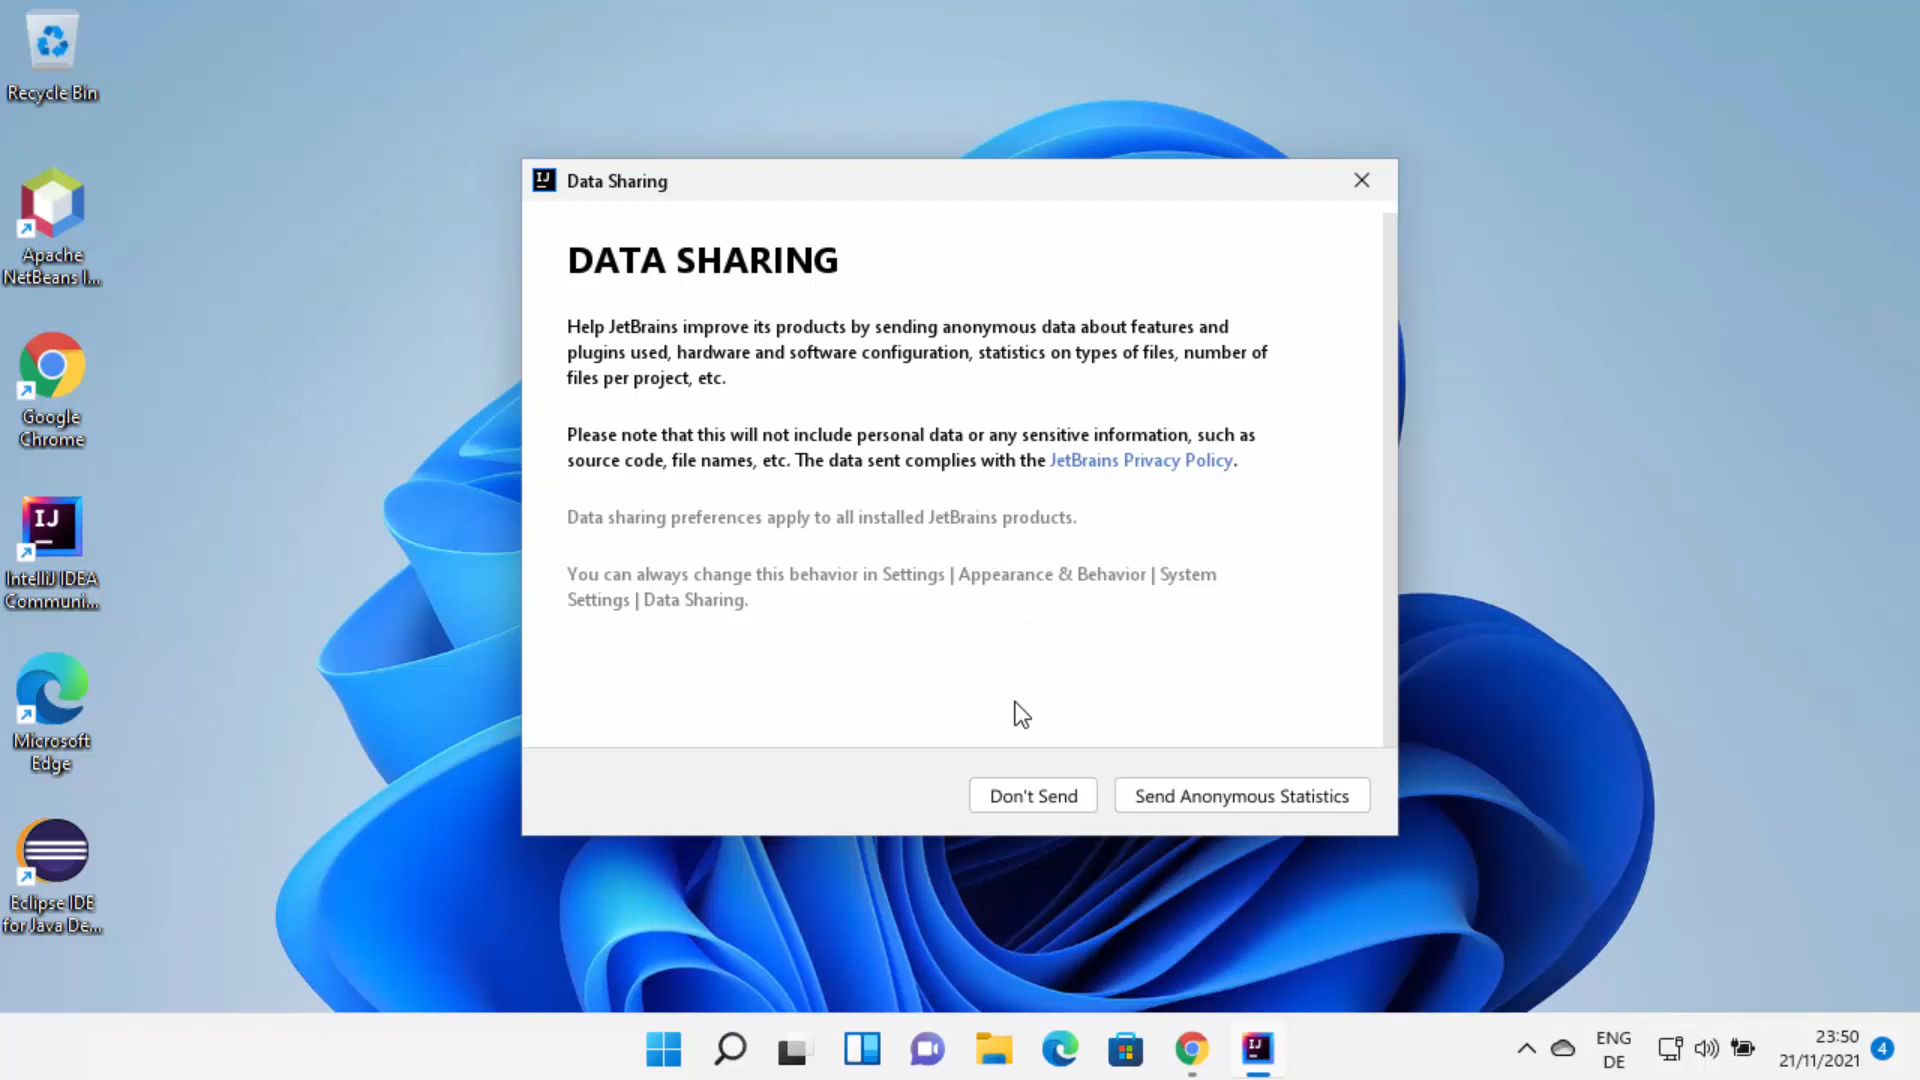 Recycle Bin
Apache
NetBeans I...
Google
Chrome
IJ
IntelliJ IDEA
Communi...
Microsoft
Edge
Eclipse IDE
for Java De...
IJ Data Sharing
DATA SHARING
Help JetBrains improve its products by sending anonymous data about features and
plugins used, hardware and software configuration, statistics on types of files, number of
files per project, etc.
Please note that this will not include personal data or any sensitive information, such as
source code, file names, etc. The data sent complies with the JetBrains Privacy Policy.
Data sharing preferences apply to all installed JetBrains products.
You can always change this behavior in Settings | Appearance & Behavior | System
Settings | Data Sharing.
Don't Send Send Anonymous Statistics
IJ
ENG
DE
23:50
21/11/2021
4